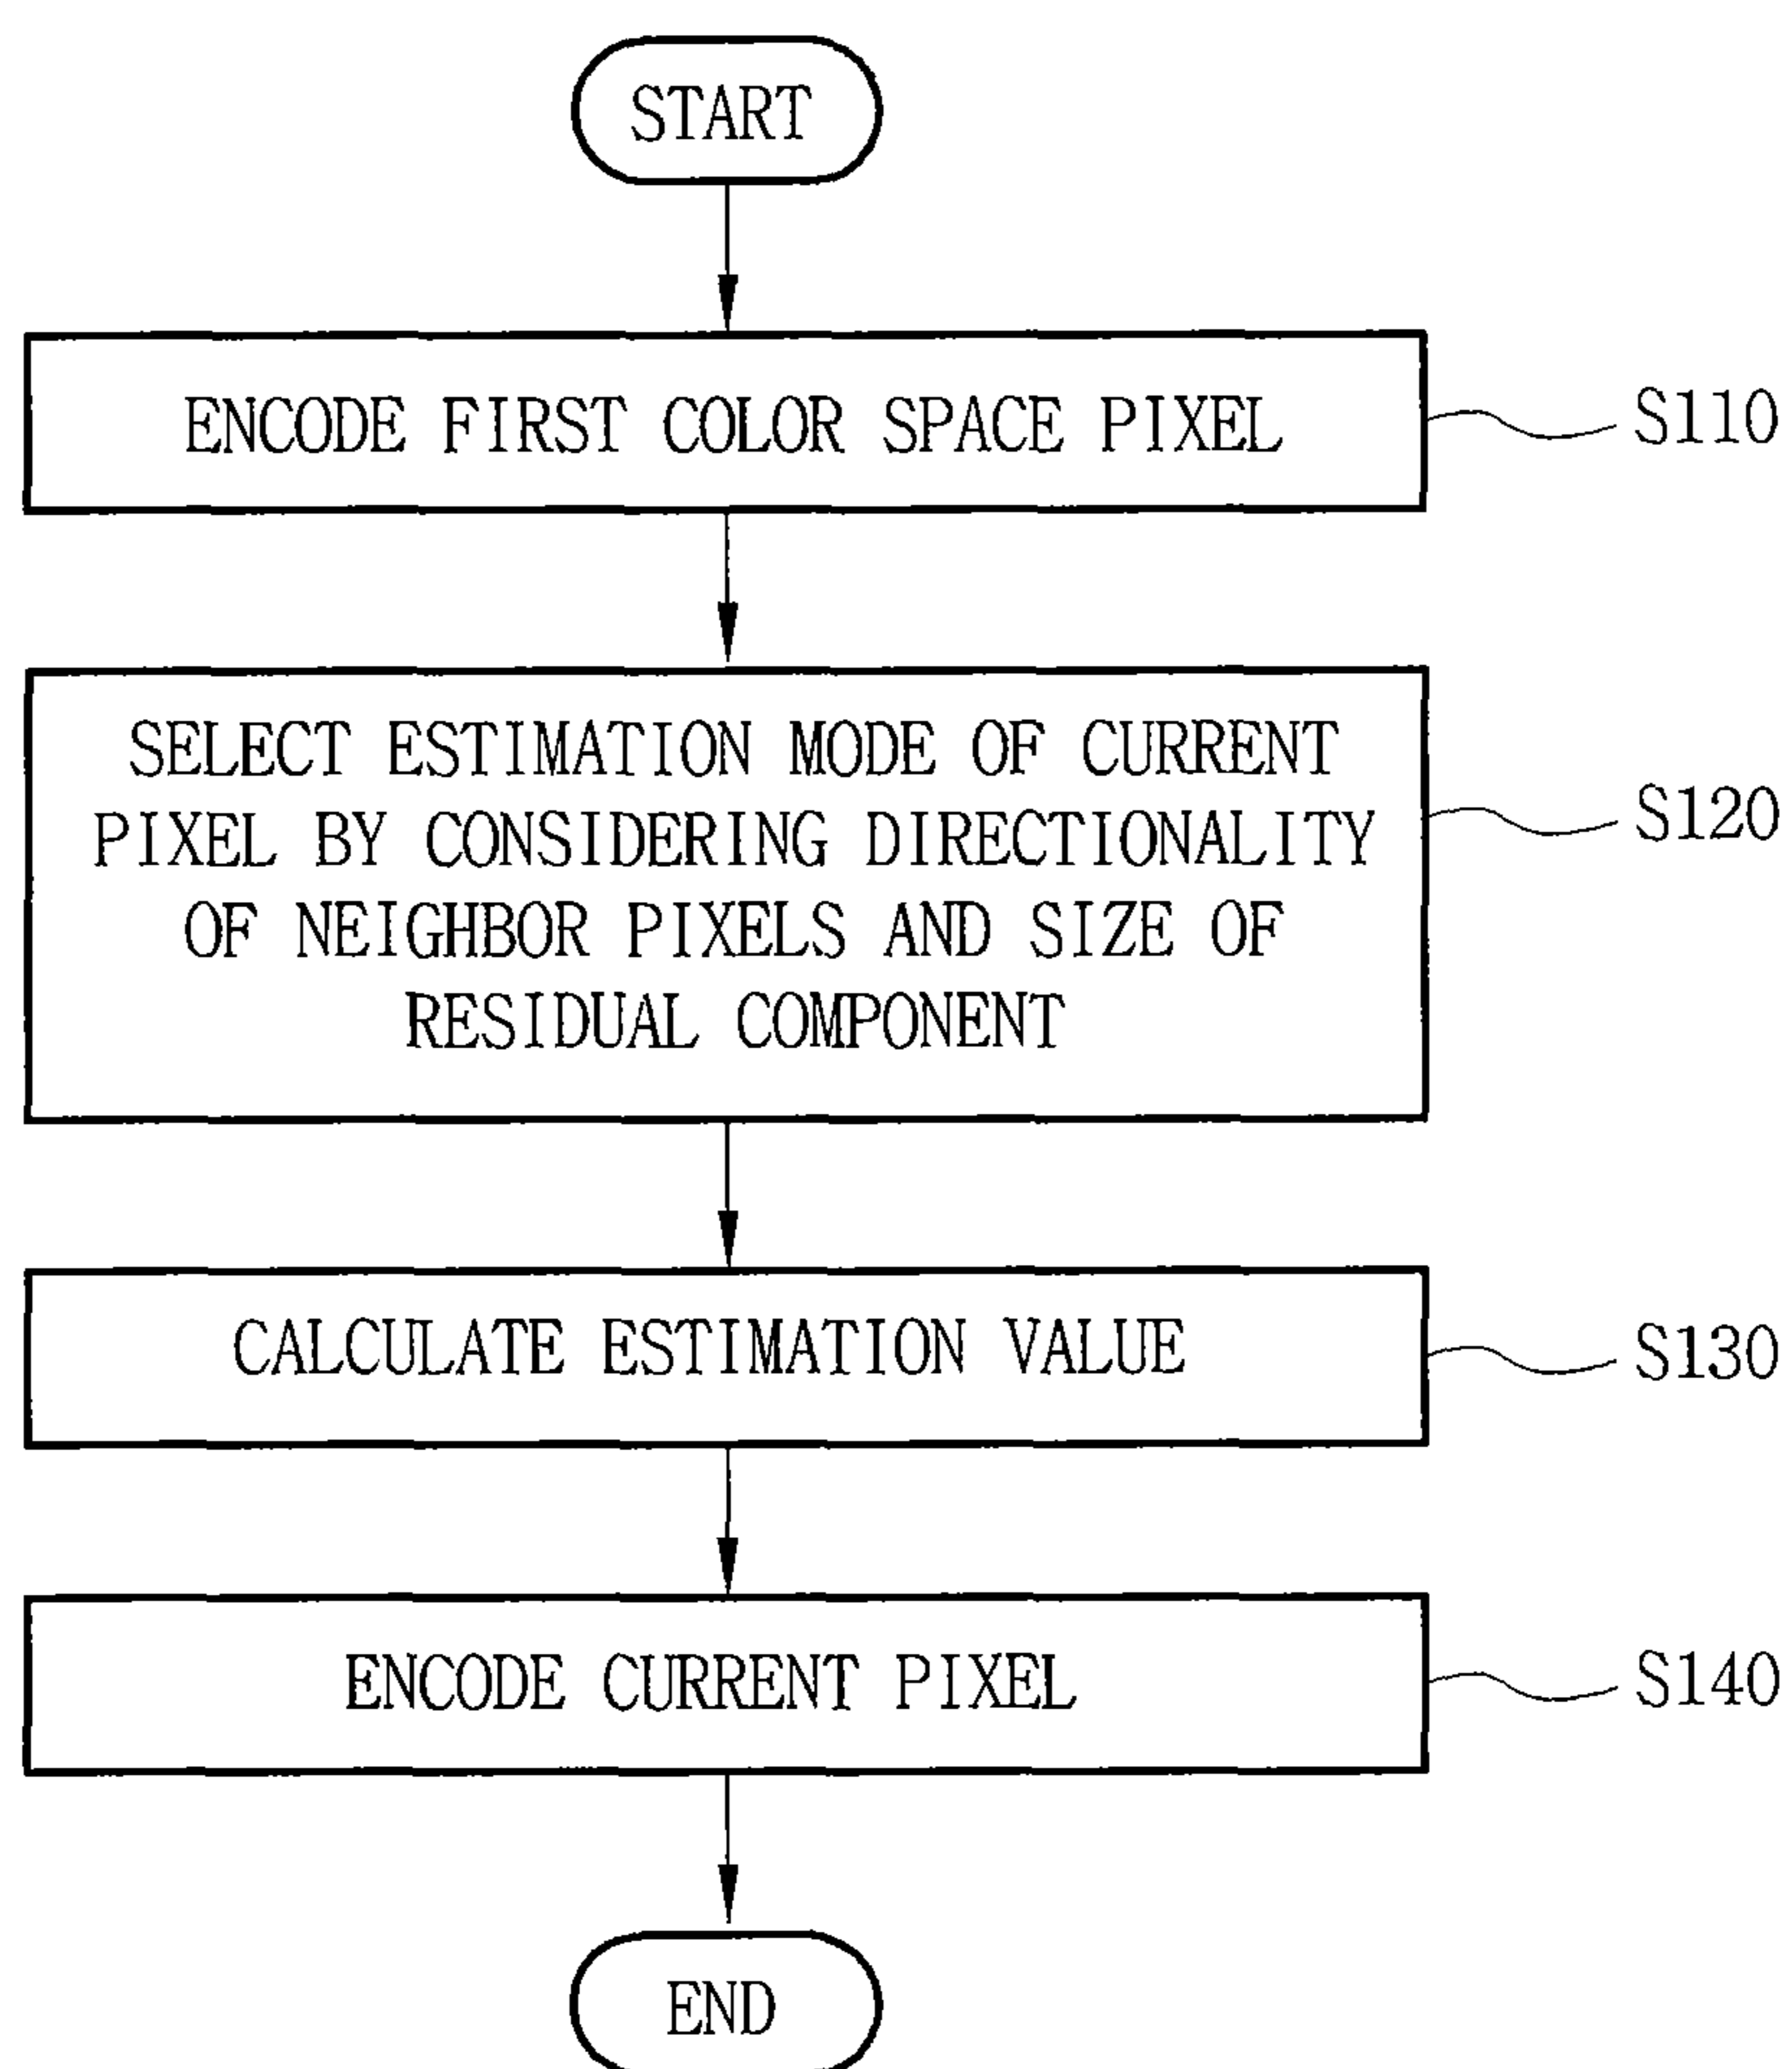 START
ENCODE FIRST COLOR SPACE PIXEL
S110
SELECT ESTIMATION MODE OF CURRENT
PIXEL BY CONSIDERING DIRECTIONALITY
OF NEIGHBOR PIXELS AND SIZE OF
RESIDUAL COMPONENT
S120
CALCULATE ESTIMATION VALUE
S130
ENCODE CURRENT PIXEL
S140
END